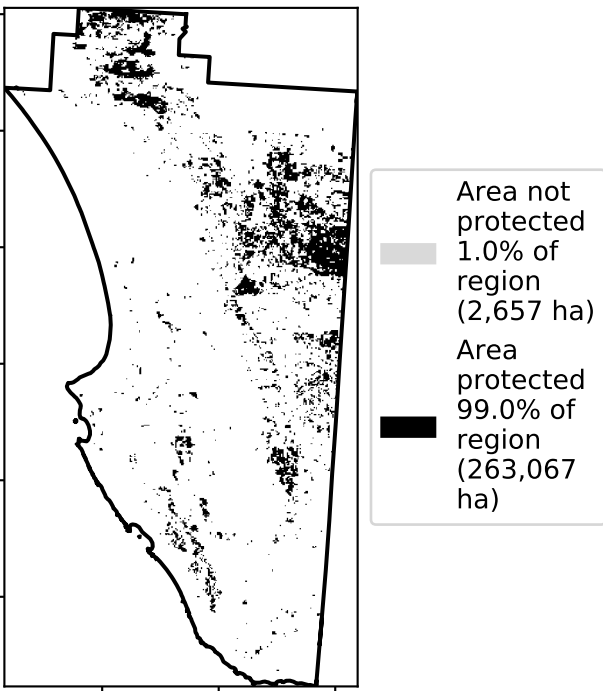 Area not
protected
1.0% of
region
(2,657 ha)
Area
protected
99.0% of
region
(263,067
ha)